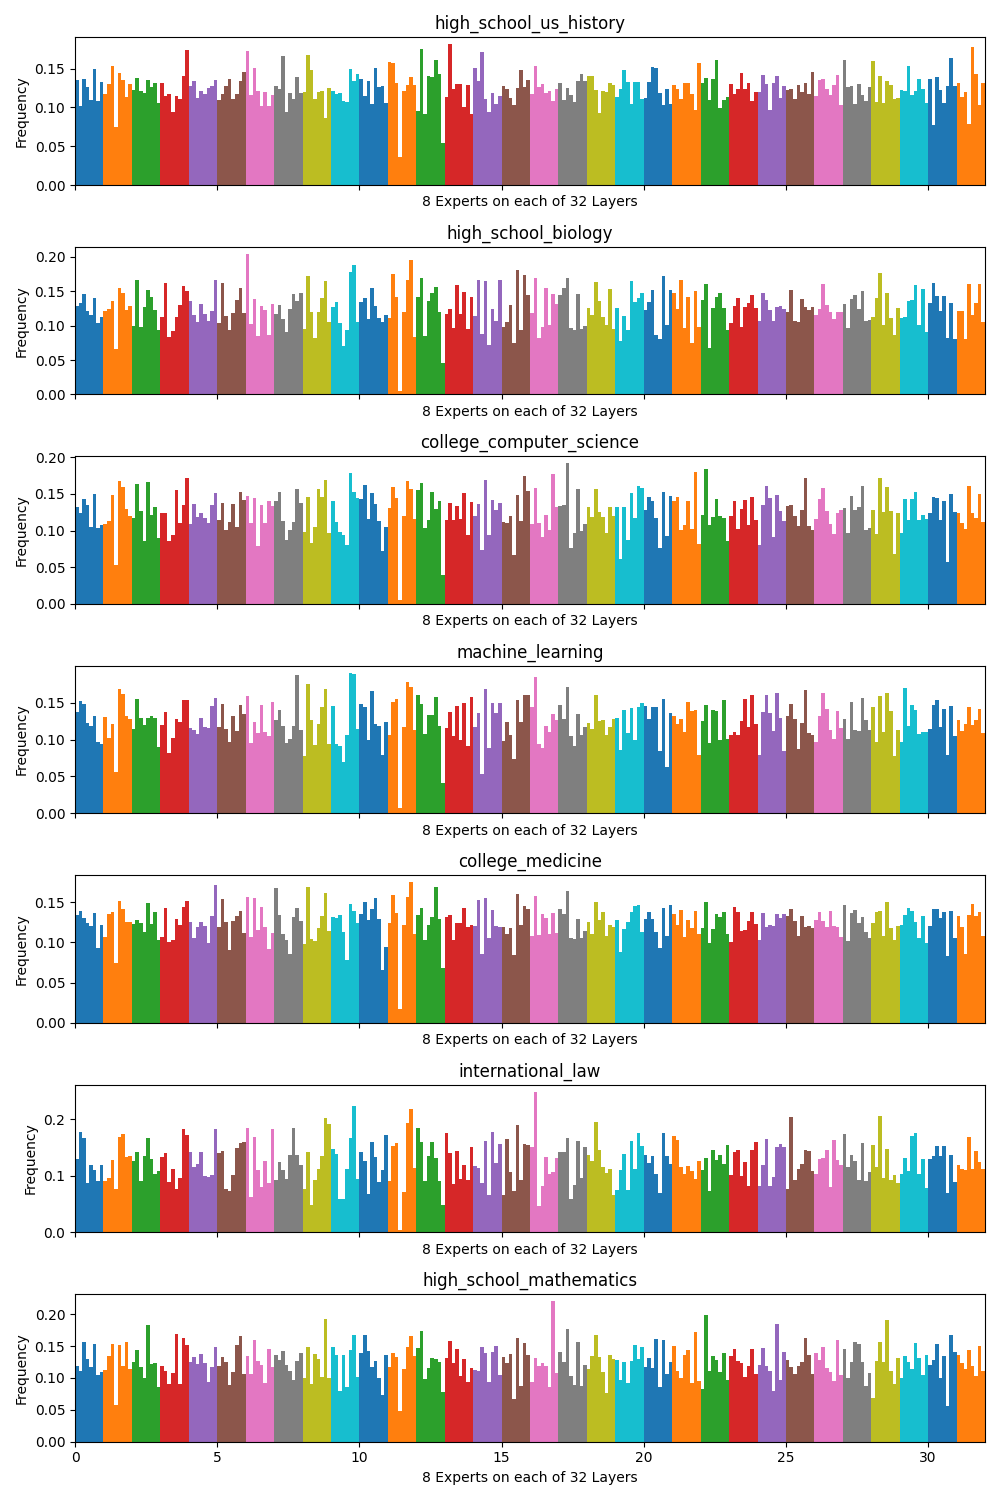 high_school_us_history
0.15
0.10
0.05
0.00
Frequency
8 Experts on each of 32 Layers
high_school_biology
0.20
0.15
0.10
0.05
0.00
Frequency
8 Experts on each of 32 Layers
college_computer_science
0.20
0.15
0.10
0.05
0.00
Frequency
8 Experts on each of 32 Layers
machine_learning
0.15
0.10
0.05
0.00
Frequency
8 Experts on each of 32 Layers
college_medicine
0.15
0.10
0.05
0.00
Frequency
8 Experts on each of 32 Layers
international_law
0.2
0.1
0.0
Frequency
8 Experts on each of 32 Layers
high_school_mathematics
0.20
0.15
0.10
0.05
0.00
Frequency
0 5 10 15 20 25 30
8 Experts on each of 32 Layers